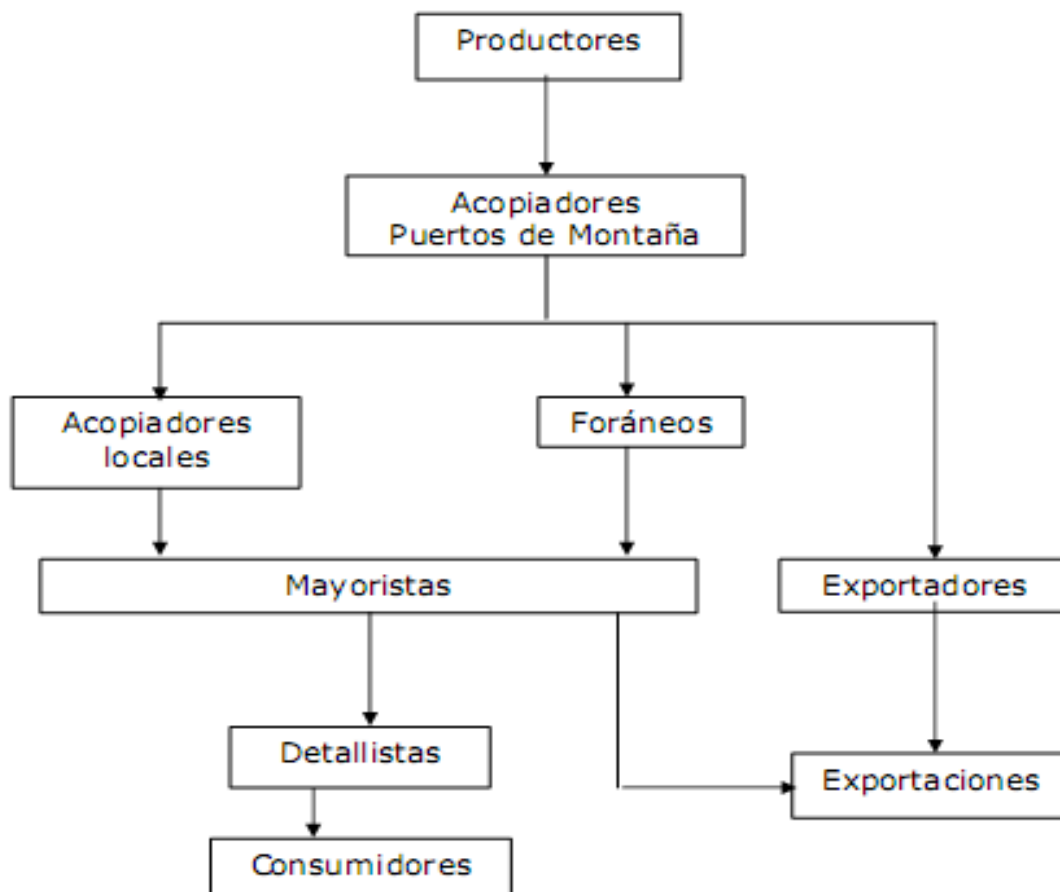 Productores
Acopiadores
Puertos de Montaña
Acopiadores
locales
Foráneos
Mayoristas
Exportadores
Detallistas
Exportaciones
Consumidores